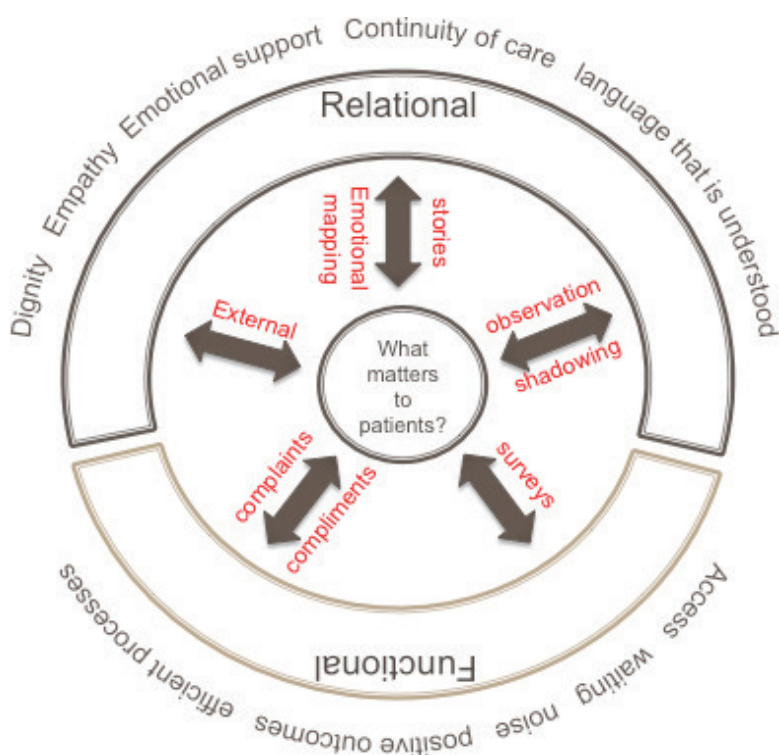 Dignity Empathy Emotional support Continuity of care language that is understood
Relational
Emotional
mapping
stories
External
observation
shadowing
What
matters
to
patients?
complaints
compliments
surveys
Functional
Access waiting noise positive outcomes efficient processes